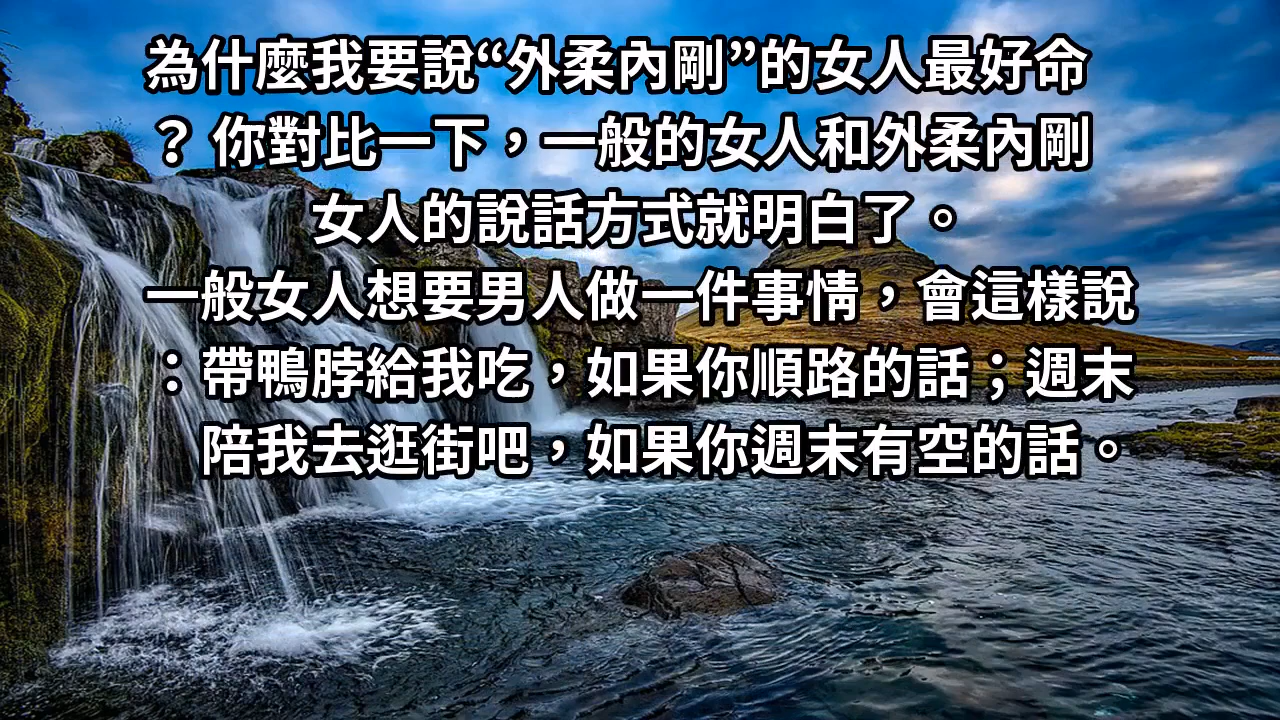 為什麼我要說“外柔內剛”的女人最好命
？ 你對比一下，一般的女人和外柔內剛
女人的說話方式就明白了。
一般女人想要男人做一件事情，會這樣說
：帶鴨脖給我吃，如果你順路的話；週末
陪我去逛街吧，如果你週末有空的話。